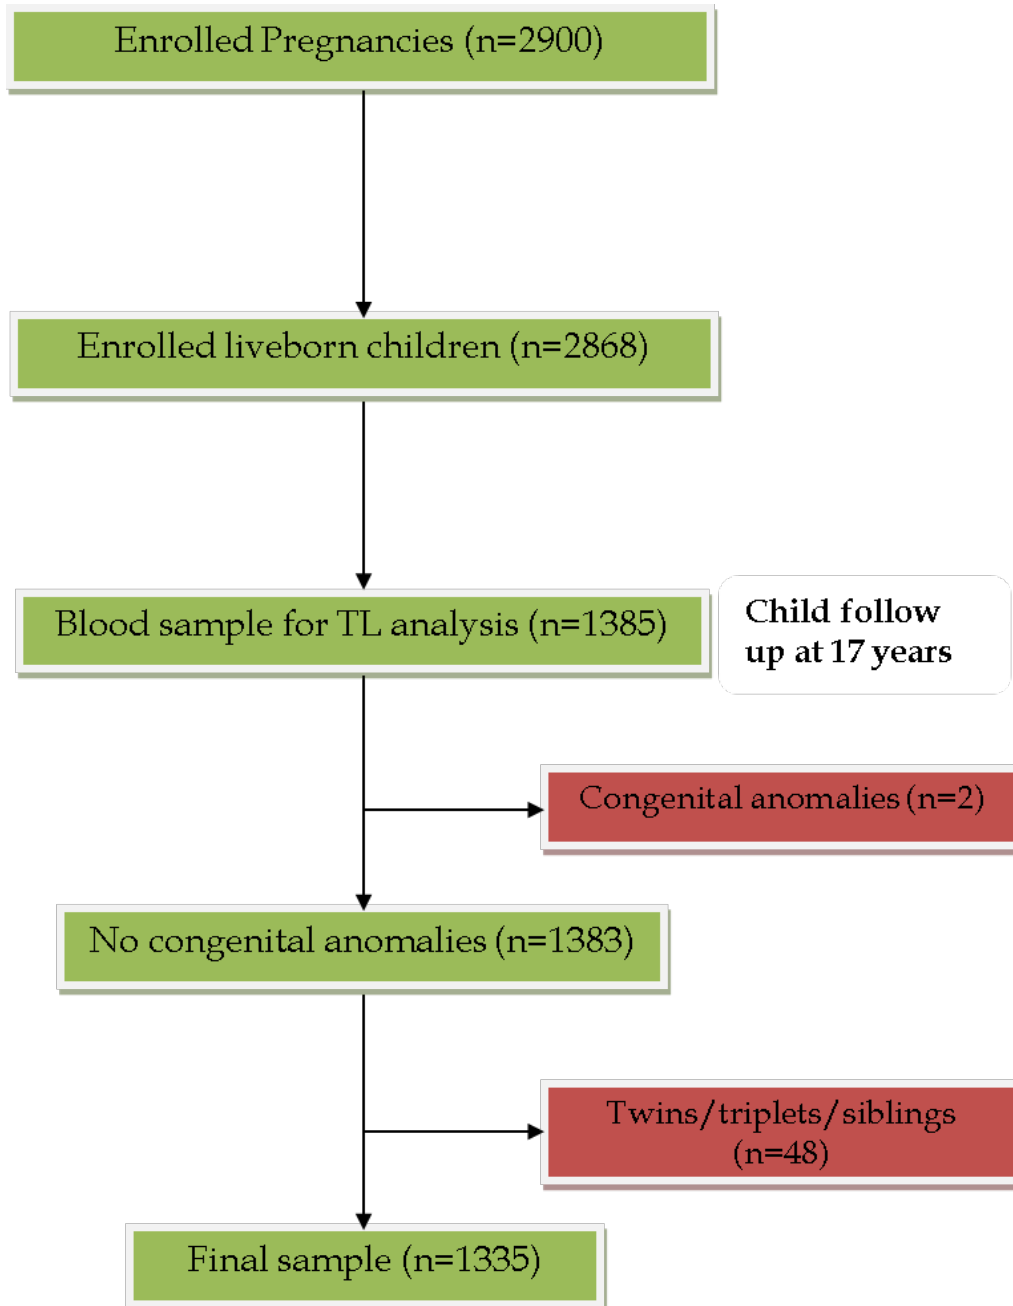 Enrolled Pregnancies (n=2900)
Enrolled liveborn children (n=2868)
Blood sample for TL analysis (n=1385)
Child follow
up at 17 years
Congenital anomalies (n=2)
No congenital anomalies (n=1383)
Twins/triplets/siblings
(n=48)
Final sample (n=1335)